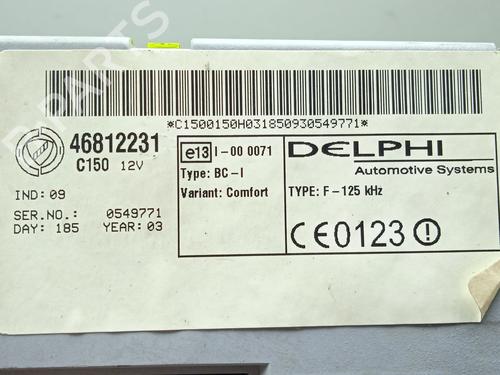 *C1500150H031850930549771*
46812231
C150 12V
IND: 09
SER.NO.: 0549771
DAY: 185 YEAR: 03
e13 I-00 0071
Type: BC-I
Variant: Comfort
DELPHI
Automotive Systems
TYPE: F-125 kHz
CE0123